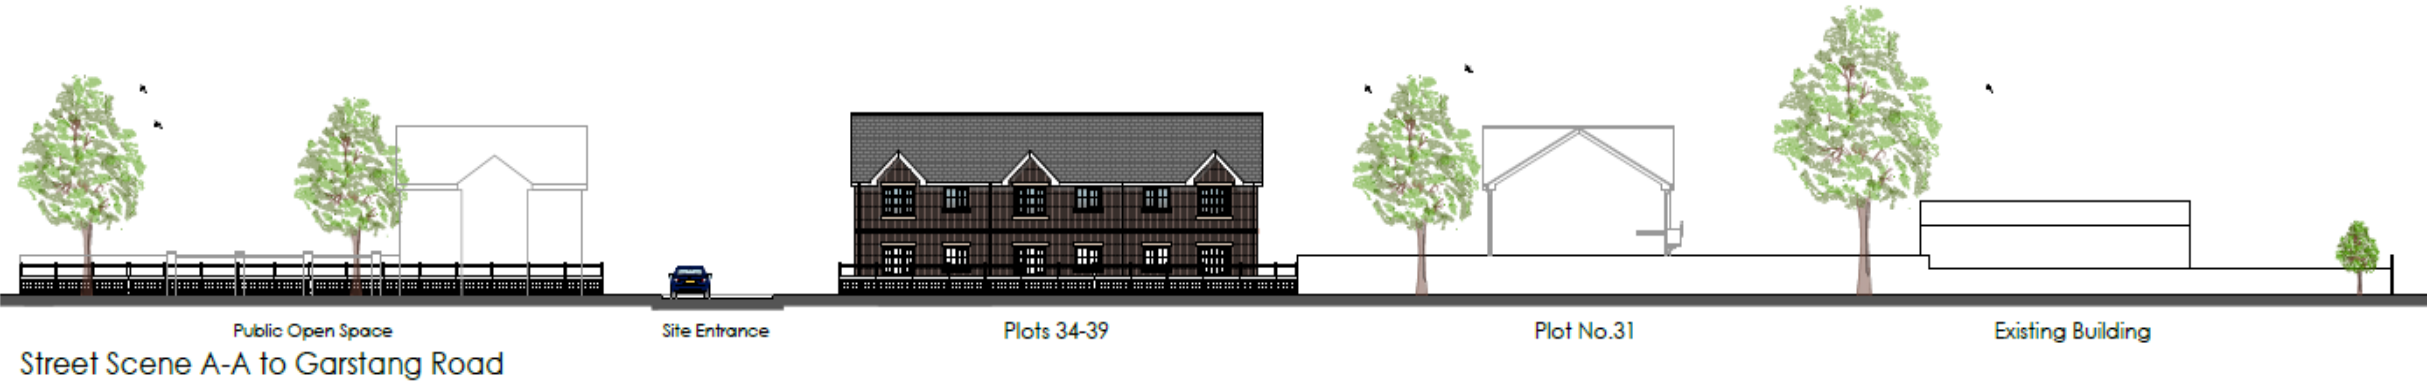 Public Open Space
Site Entrance
Plots 34-39
Plot No.31
Existing Building
Street Scene A-A to Garstang Road